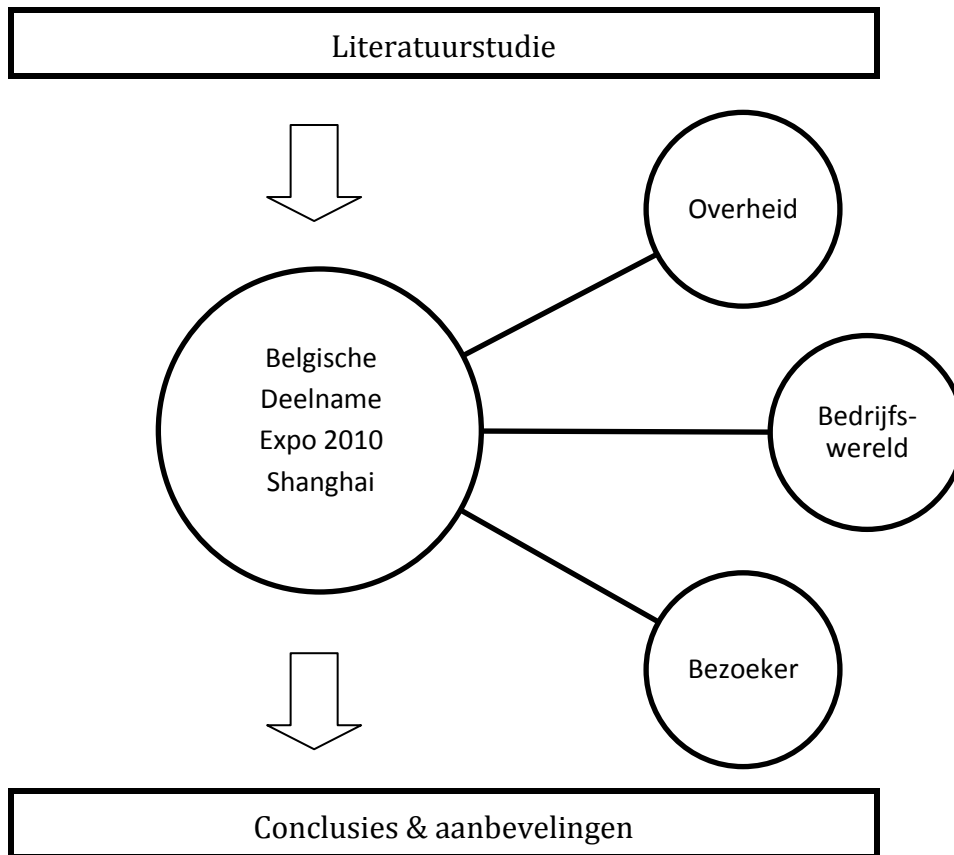 Literatuurstudie
Overheid
Belgische
Deelname
Expo 2010
Shanghai
Bedrijfs-
wereld
Bezoeker
Conclusies & aanbevelingen